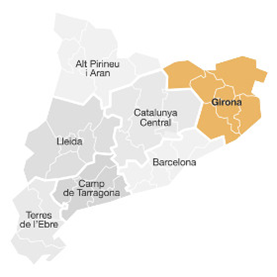 Alt Pirineu
i Aran
Girona
Catalunya
Central
Lleida
Barcelona
Camp
de Tarragona
Terres
de l'Ebre